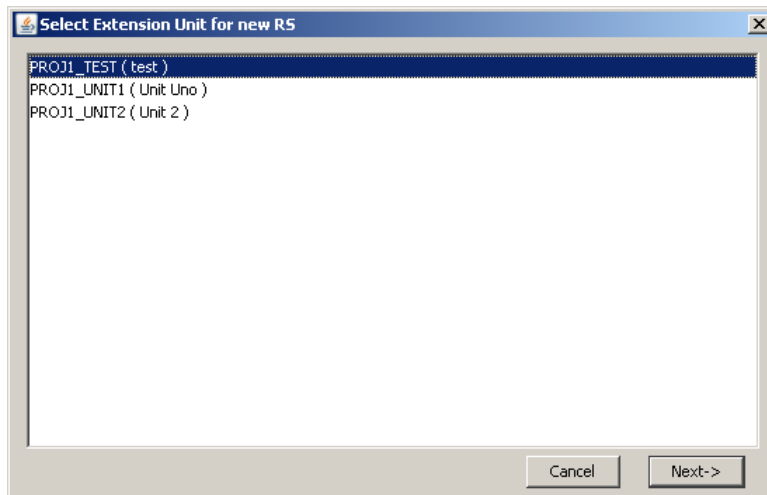 Select Extension Unit for new RS
PROJ1_TEST ( test )
PROJ1_UNIT1 ( Unit Uno )
PROJ1_UNIT2 ( Unit 2 )
Cancel
Next->